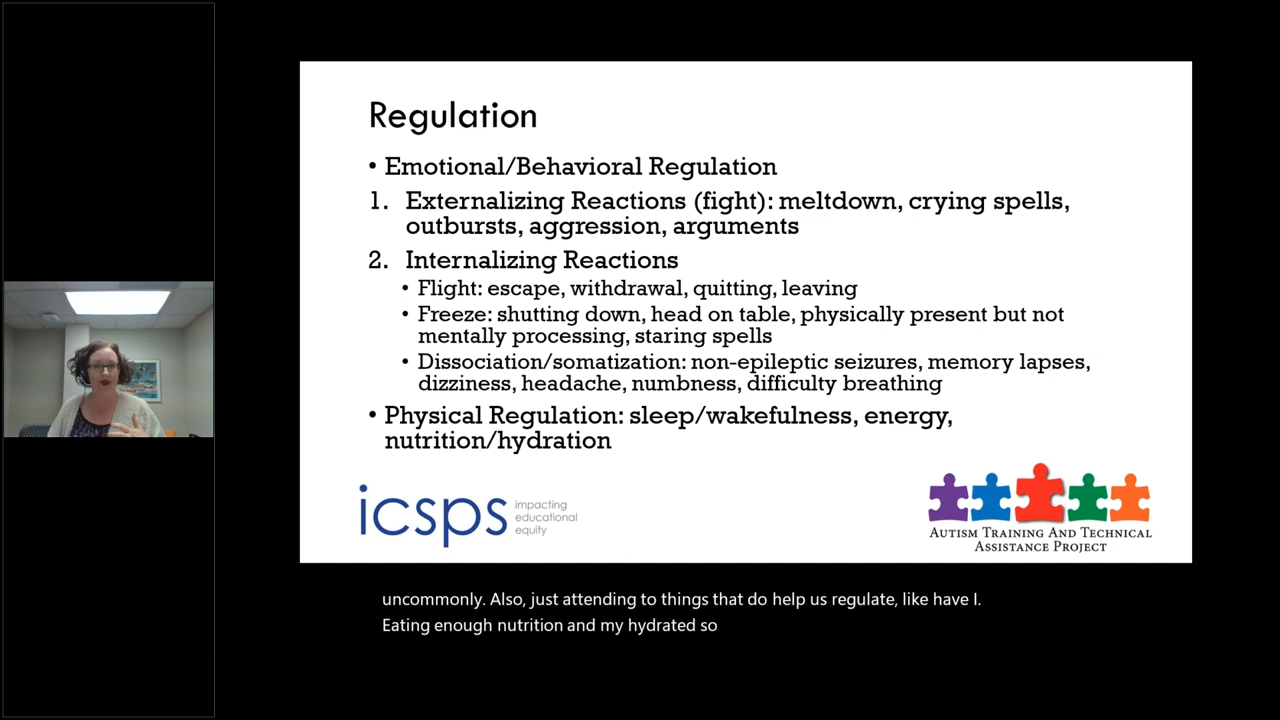 Regulation
• Emotional/Behavioral Regulation
1. Externalizing Reactions (fight): meltdown, crying spells,
outbursts, aggression, arguments
2. Internalizing Reactions
• Flight: escape, withdrawal, quitting, leaving
• Freeze: shutting down, head on table, physically present but not
mentally processing, staring spells
• Dissociation/somatization: non-epileptic seizures, memory lapses,
dizziness, headache, numbness, difficulty breathing
• Physical Regulation: sleep/wakefulness, energy,
nutrition/hydration
icsps
impacting
educational
equity
Autism Training And Technical
Assistance Project
uncommonly. Also, just attending to things that do help us regulate, like have I.
Eating enough nutrition and my hydrated so